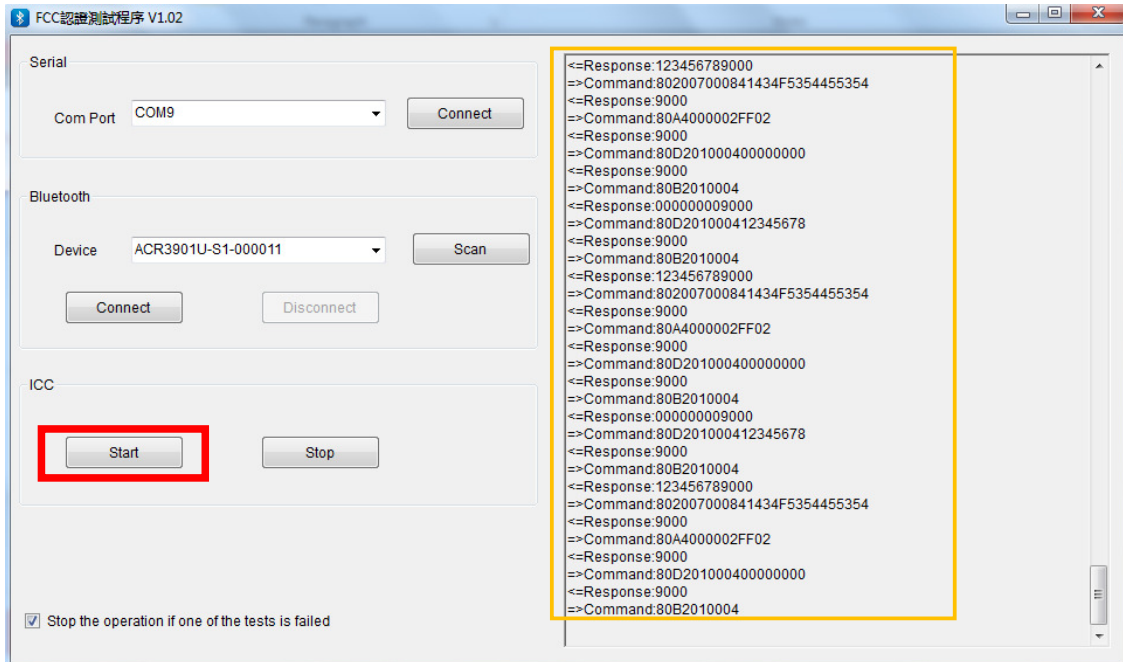 FCC認證測試程序 V1.02
Serial
Com Port
COM9
Connect
Bluetooth
Device
ACR3901U-S1-000011
Scan
Connect
Disconnect
ICC
Start
Stop
Stop the operation if one of the tests is failed
<=Response:123456789000
=>Command:802007000841434F5354455354
<=Response:9000
=>Command:80A4000002FF02
<=Response:9000
=>Command:80D201000400000000
<=Response:9000
=>Command:80B2010004
<=Response:000000009000
=>Command:80D201000412345678
<=Response:9000
=>Command:80B2010004
<=Response:123456789000
=>Command:802007000841434F5354455354
<=Response:9000
=>Command:80A4000002FF02
<=Response:9000
=>Command:80D201000400000000
<=Response:9000
=>Command:80B2010004
<=Response:000000009000
=>Command:80D201000412345678
<=Response:9000
=>Command:80B2010004
<=Response:123456789000
=>Command:802007000841434F5354455354
<=Response:9000
=>Command:80A4000002FF02
<=Response:9000
=>Command:80D201000400000000
<=Response:9000
=>Command:80B2010004